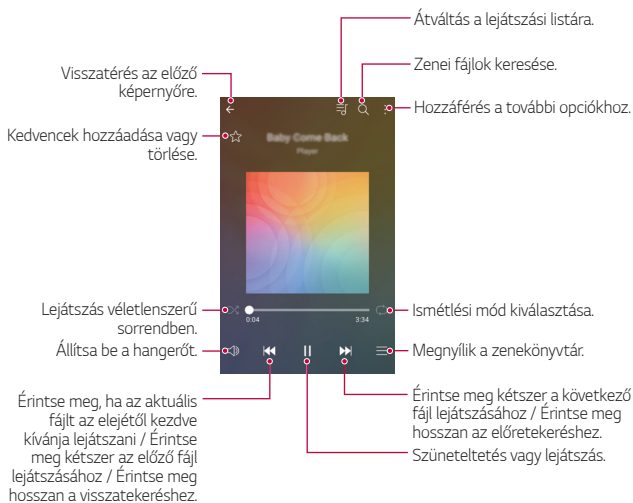 Átváltás a lejátszási listára.
Visszatérés az előző
képernyőre.
Zenei fájlok keresése.
Hozzáférés a további opciókhoz.
Kedvencek hozzáadása vagy
törlése.
Baby Come Back
Player
Lejátszás véletlenszerű
sorrendben.
0:04
3:34
Ismétlési mód kiválasztása.
Állítsa be a hangerőt.
Megnyílik a zenekönyvtár.
Érintse meg, ha az aktuális
fájlt az elejétől kezdve
kívánja lejátszani / Érintse
meg kétszer az előző fájl
lejátszásához / Érintse meg
hosszan a visszatekeréshez.
Érintse meg kétszer a következő
fájl lejátszásához / Érintse meg
hosszan az előretekeréshez.
Szüneteltetés vagy lejátszás.